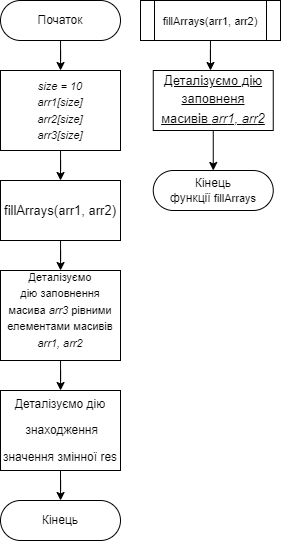 Початок
size = 10
arr1[size]
arr2[size]
arr3[size]
fillArrays(arr1, arr2)
Деталізуємо
дію заповнення
масива arr3 рівними
елементами масивів
arr1, arr2
Деталізуємо дію
знаходження
значення змінної res
Кінець
fillArrays(arr1, arr2)
Деталізуємо дію
заповненя
масивів arr1, arr2
Кінець
функції fillArrays